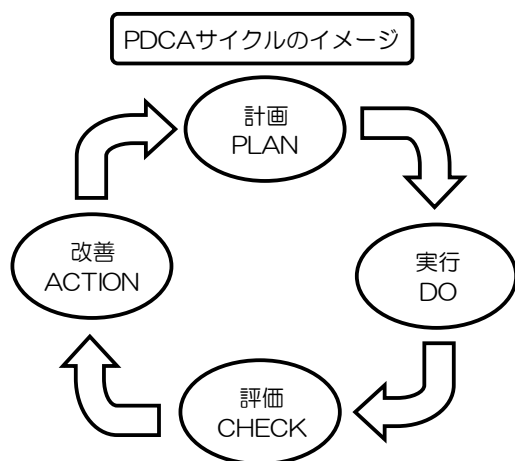 PDCAサイクルのイメージ
計画
PLAN
実行
DO
評価
CHECK
改善
ACTION